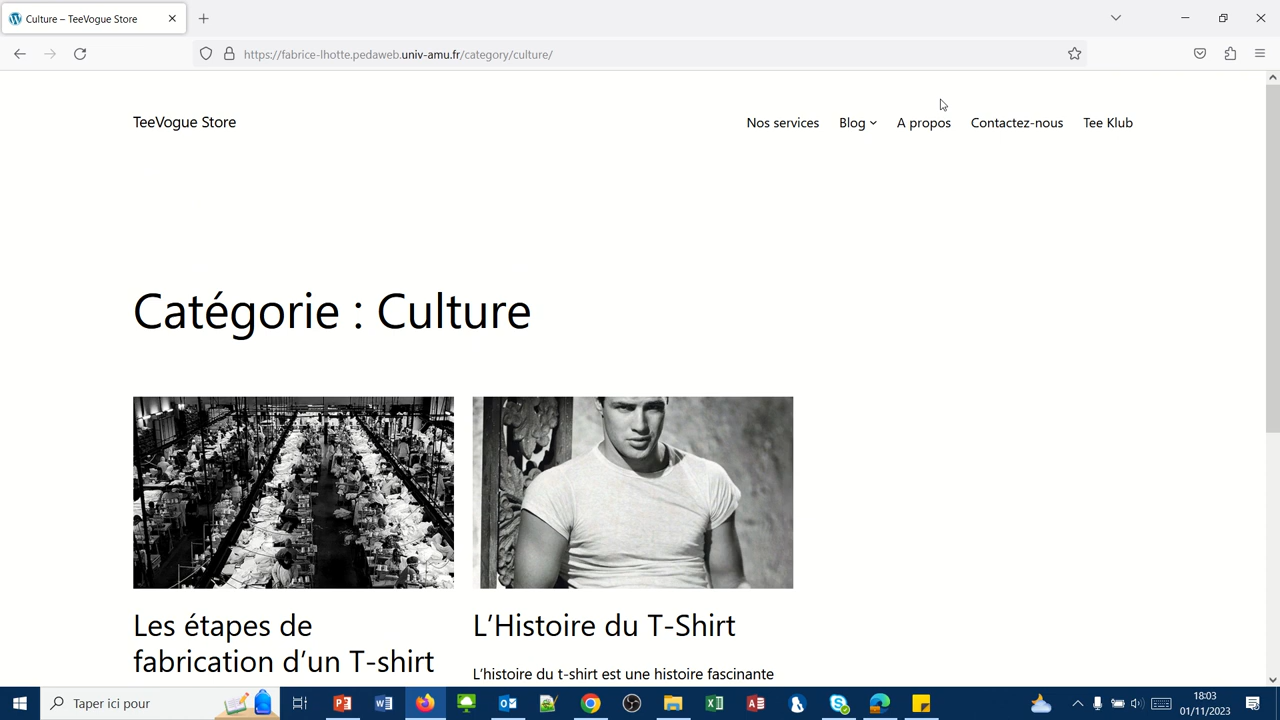 Culture – TeeVogue Store
https://fabrice-lhotte.pedaweb.univ-amu.fr/category/culture/
TeeVogue Store
Nos services
Blog
A propos
Contactez-nous
Tee Klub
Catégorie : Culture
Les étapes de
fabrication d’un T-shirt
L’Histoire du T-Shirt
L’histoire du t-shirt est une histoire fascinante
Taper ici pour
18:03
01/11/2023